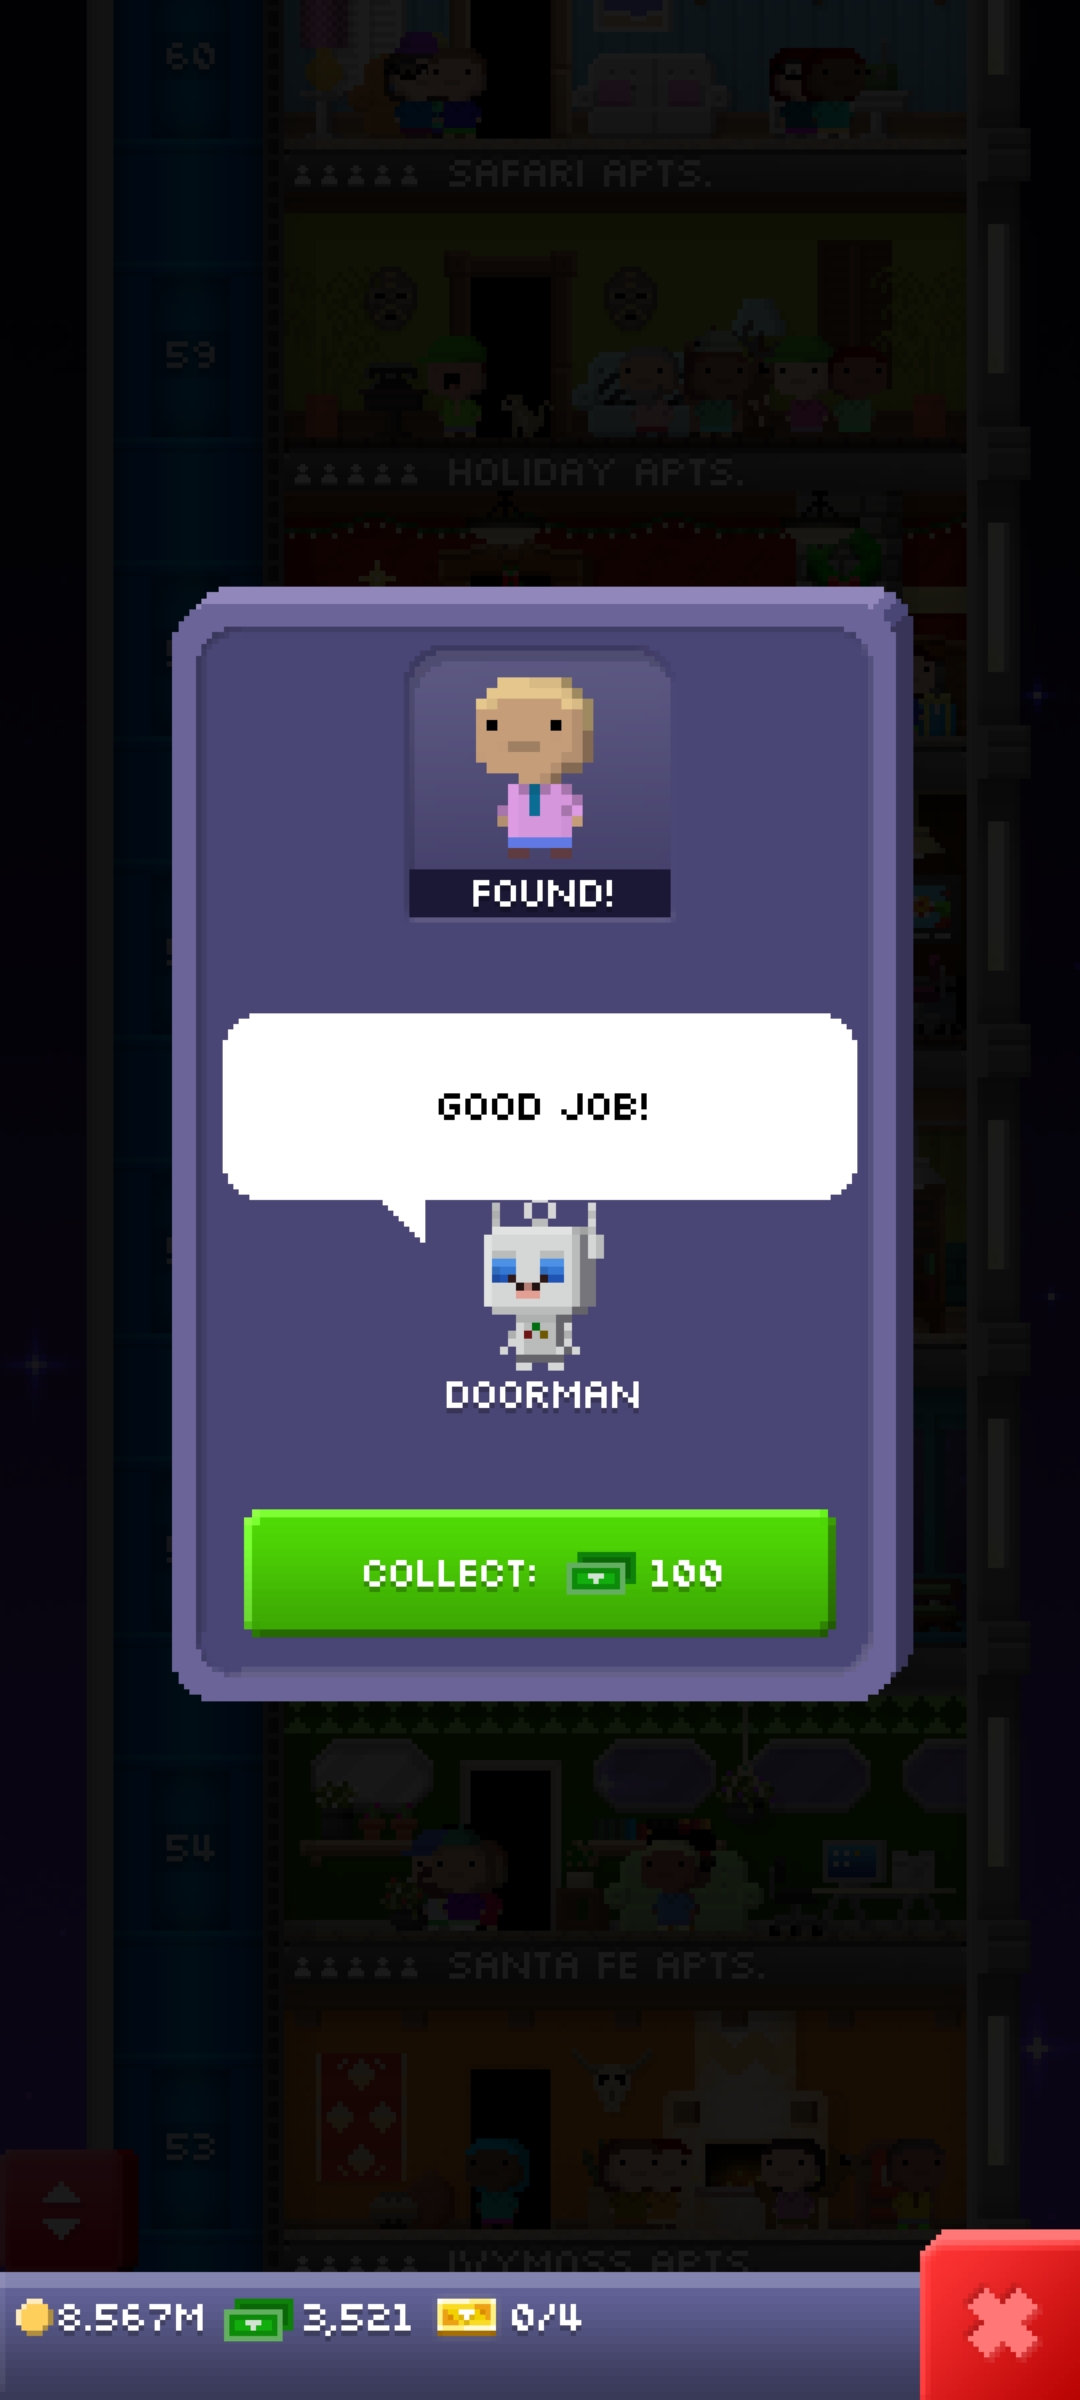 60
SAFARI APTS.
59
HOLIDAY APTS.
FOUND!
GOOD JOB!
DOORMAN
COLLECT: 100
54
SANTA FE APTS.
53
IVYMOSS APTS
8.567M 3,521 0/4